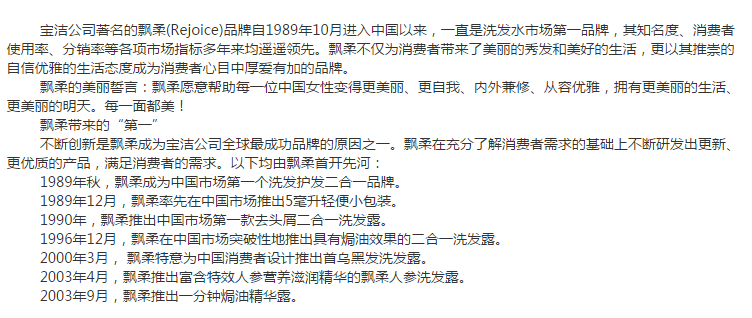 宝洁公司著名的飘柔(Rejoice)品牌自1989年10月进入中国以来，一直是洗发水市场第一品牌，其知名度、消费者
使用率、分销率等各项市场指标多年来均遥遥领先。飘柔不仅为消费者带来了美丽的秀发和美好的生活，更以其推崇的
自信优雅的生活态度成为消费者心目中厚爱有加的品牌。
飘柔的美丽誓言：飘柔愿意帮助每一位中国女性变得更美丽、更自我、内外兼修、从容优雅，拥有更美丽的生活、
更美丽的明天。每一面都美！
飘柔带来的“第一”
不断创新是飘柔成为宝洁公司全球最成功品牌的原因之一。飘柔在充分了解消费者需求的基础上不断研发出更新、
更优质的产品，满足消费者的需求。以下均由飘柔首开先河：
1989年秋，飘柔成为中国市场第一个洗发护发二合一品牌。
1989年12月，飘柔率先在中国市场推出5毫升轻便小包装。
1990年，飘柔推出中国市场第一款去头屑二合一洗发露。
1996年12月，飘柔在中国市场突破性地推出具有焗油效果的二合一洗发露。
2000年3月， 飘柔特意为中国消费者设计推出首乌黑发洗发露。
2003年4月，飘柔推出富含特效人参营养滋润精华的飘柔人参洗发露。
2003年9月，飘柔推出一分钟焗油精华露。